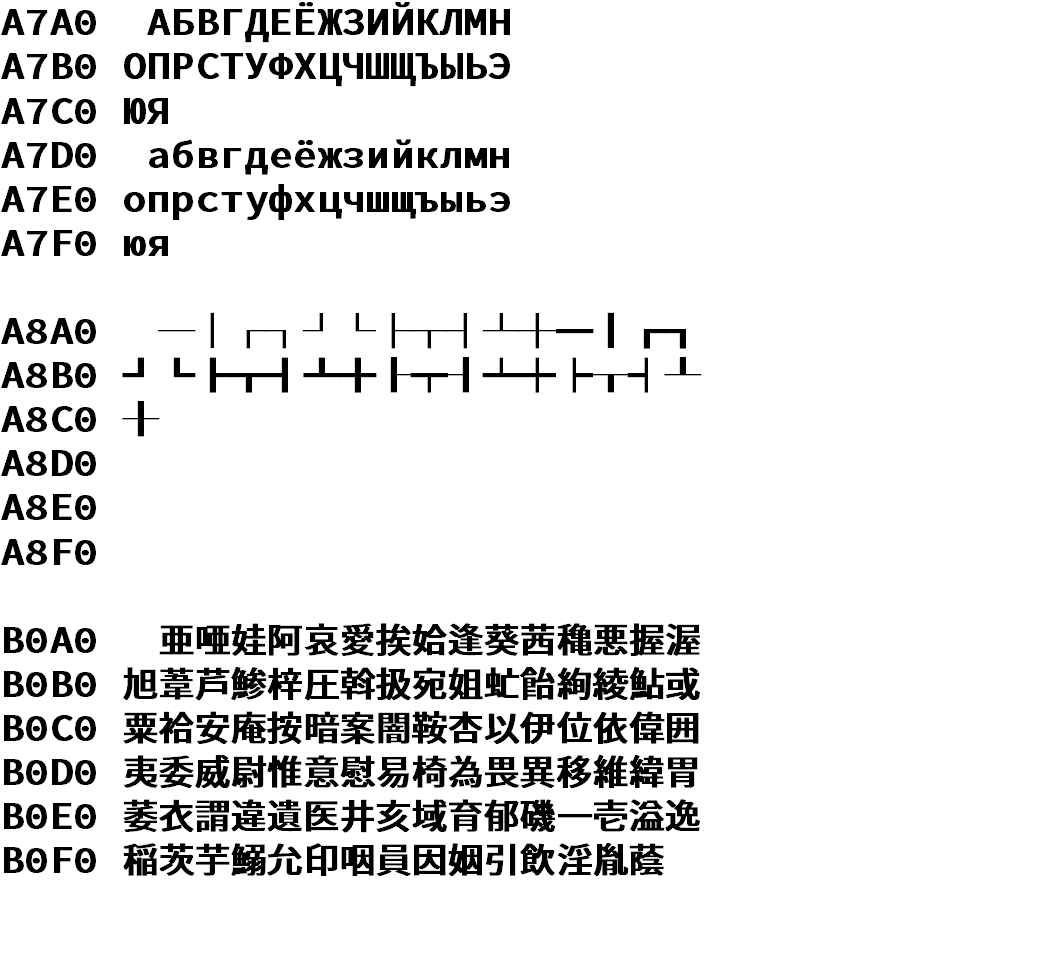 A7A0  АБВГДЕЁЖЗИЙКЛМН
A7B0 ОПРСТУФХЦЧШЩЪЫЬЭ
A7C0 ЮЯ
A7D0  абвгдеёжзийклмн
A7E0 опрстуфхцчшщъыьэ
A7F0 юя
A8A0  ─│┌┐┘└├┬┤┴┼━┃┏┓
A8B0 ┛┗┣┳┫┻╋┠┯┨┷┿┝┰┥┸
A8C0 ╂
A8D0
A8E0
A8F0
B0A0  亜唖娃阿哀愛挨姶逢葵茜穐悪握渥
B0B0 旭葦芦鯵梓圧斡扱宛姐虻飴絢綾鮎或
B0C0 粟袷安庵按暗案闇鞍杏以伊位依偉囲
B0D0 夷委威尉惟意慰易椅為畏異移維緯胃
B0E0 萎衣謂違遺医井亥域育郁磯一壱溢逸
B0F0 稲茨芋鰯允印咽員因姻引飲淫胤蔭